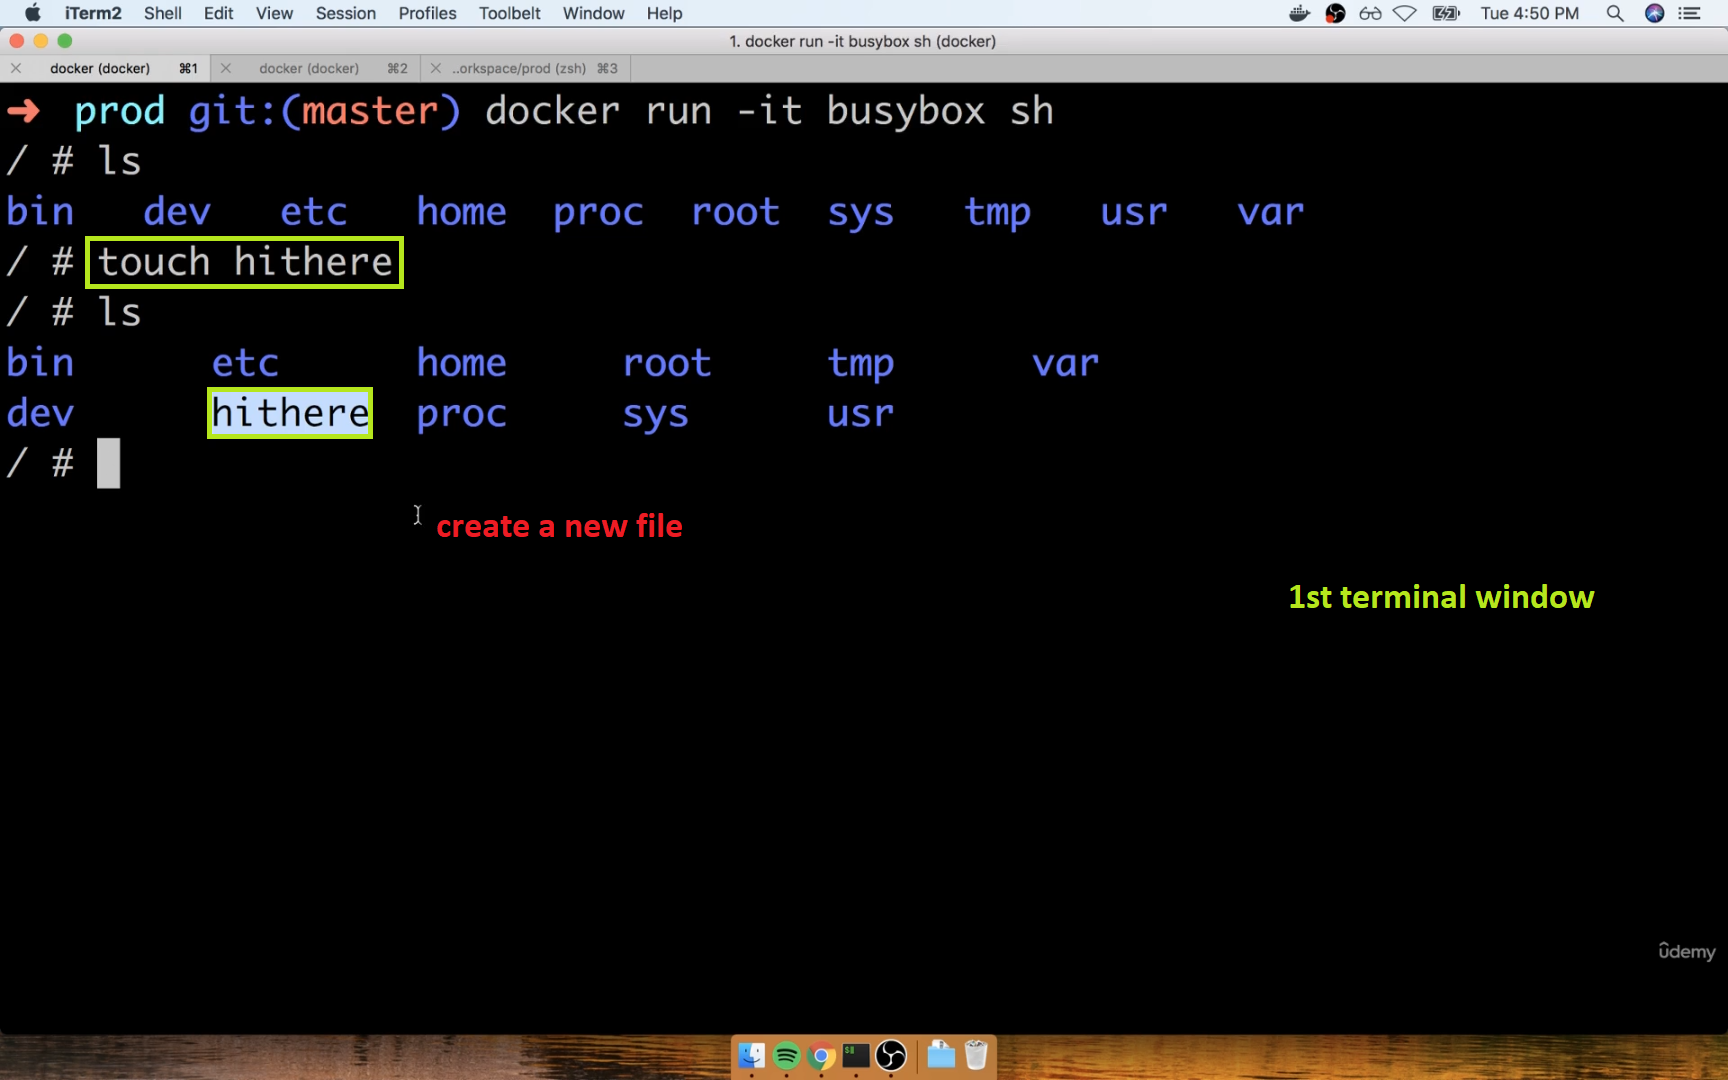 iTerm2 Shell Edit View Session Profiles Toolbelt Window Help Tue 4:50 PM
1. docker run -it busybox sh (docker)
docker (docker) ⌘1 docker (docker) ⌘2 ..orkspace/prod (zsh) ⌘3
➜ prod git:(master) docker run -it busybox sh
/ # ls
bin dev etc home proc root sys tmp usr var
/ # touch hithere
/ # ls
bin etc home root tmp var
dev hithere proc sys usr
/ #
create a new file
1st terminal window
ûdemy